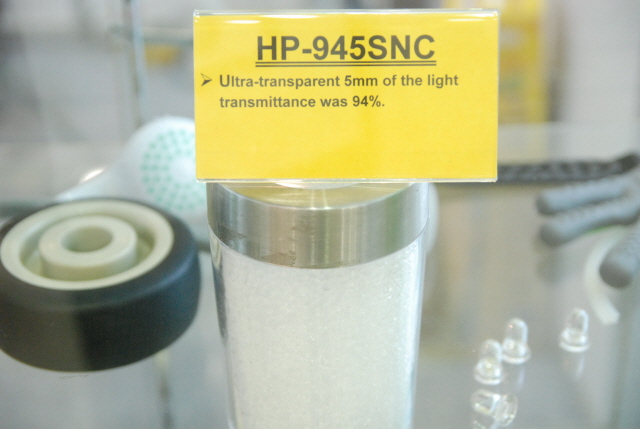 HP-945SNC
➢ Ultra-transparent 5mm of the light
transmittance was 94%.